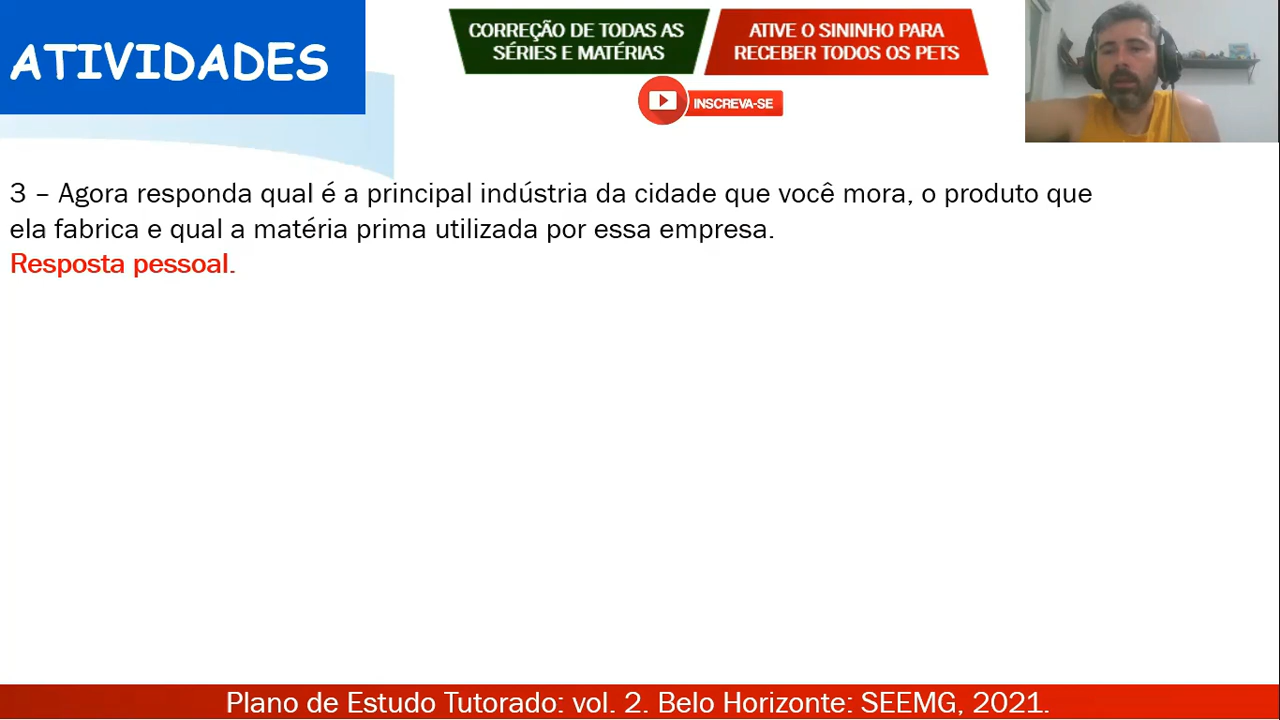 ATIVIDADES
CORREÇÃO DE TODAS AS
SÉRIES E MATÉRIAS
ATIVE O SININHO PARA
RECEBER TODOS OS PETS
INSCREVA-SE
3 – Agora responda qual é a principal indústria da cidade que você mora, o produto que
ela fabrica e qual a matéria prima utilizada por essa empresa.
Resposta pessoal.
Plano de Estudo Tutorado: vol. 2. Belo Horizonte: SEEMG, 2021.